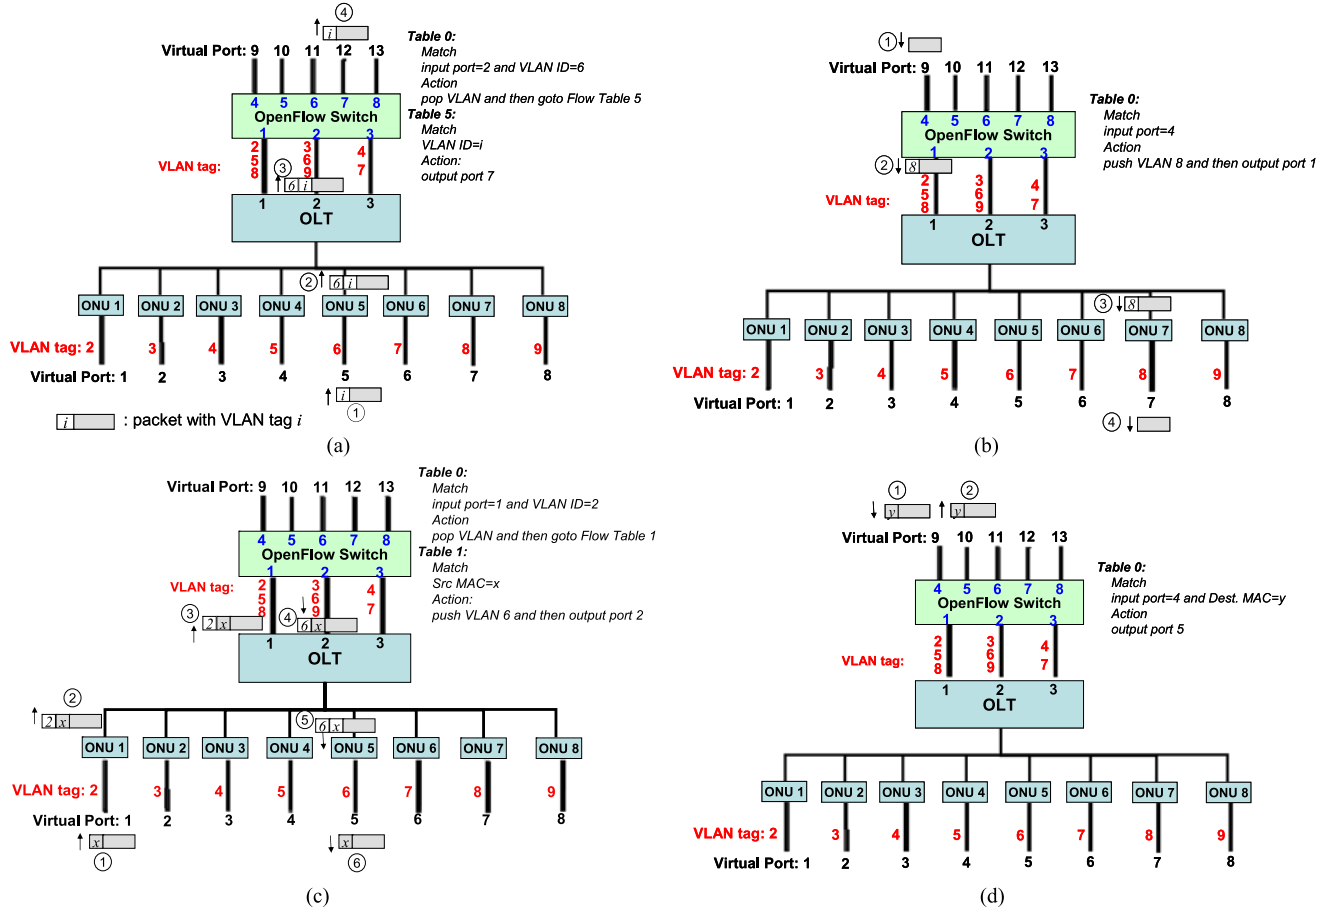 ④
i
Virtual Port: 9 10 11 12 13
4 5 6 7 8
OpenFlow Switch
1 2 3
Table 0:
Match
input port=2 and VLAN ID=6
Action
pop VLAN and then goto Flow Table 5
Table 5:
Match
VLAN ID=i
Action:
output port 7
VLAN tag:
2 3 4
5 6 7
8 9
③
6 i
1 2 3
OLT
② 6 i
ONU 1 ONU 2 ONU 3 ONU 4 ONU 5 ONU 6 ONU 7 ONU 8
VLAN tag: 2 3 4 5 6 7 8 9
Virtual Port: 1 2 3 4 5 6 7 8
i
①
i : packet with VLAN tag i
(a)
①
Virtual Port:
9 10 11 12 13
4 5 6 7 8
OpenFlow Switch
1 2 3
Table 0:
Match
input port=4
Action
push VLAN 8 and then output port 1
② 8
VLAN tag:
2 3 4
5 6 7
8 9
1 2 3
OLT
③ 8
ONU 1 ONU 2 ONU 3 ONU 4 ONU 5 ONU 6 ONU 7 ONU 8
VLAN tag: 2 3 4 5 6 7 8 9
Virtual Port: 1 2 3 4 5 6 7 8
④
(b)
Virtual Port: 9 10 11 12 13
4 5 6 7 8
OpenFlow Switch
1 2 3
Table 0:
Match
input port=1 and VLAN ID=2
Action
pop VLAN and then goto Flow Table 1
Table 1:
Match
Src MAC=x
Action:
push VLAN 6 and then output port 2
VLAN tag:
2 3 4
5 6 7
8 9
③ 2 x
④ 6 x
1 2 3
OLT
②
2 x
⑤ 6 x
ONU 1 ONU 2 ONU 3 ONU 4 ONU 5 ONU 6 ONU 7 ONU 8
VLAN tag: 2 3 4 5 6 7 8 9
Virtual Port: 1 2 3 4 5 6 7 8
x x
① ⑥
(c)
① ②
y y
Virtual Port:
9 10 11 12 13
4 5 6 7 8
OpenFlow Switch
1 2 3
Table 0:
Match
input port=4 and Dest. MAC=y
Action
output port 5
VLAN tag:
2 3 4
5 6 7
8 9
1 2 3
OLT
ONU 1 ONU 2 ONU 3 ONU 4 ONU 5 ONU 6 ONU 7 ONU 8
VLAN tag: 2 3 4 5 6 7 8 9
Virtual Port: 1 2 3 4 5 6 7 8
(d)